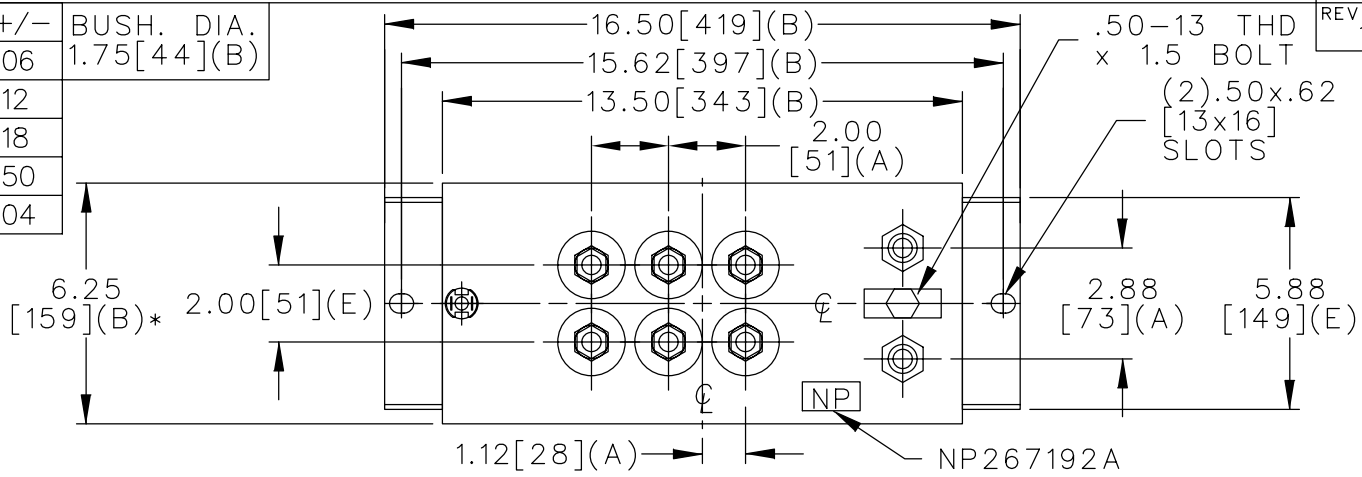 +/-
06
12
18
50
04
BUSH. DIA.
1.75[44](B)
16.50[419](B)
15.62[397](B)
13.50[343](B)
2.00
[51](A)
.50-13 THD
x 1.5 BOLT
(2).50x.62
[13x16]
SLOTS
REV
6.25
[159](B)*
2.00[51](E)
℄
2.88
[73](A)
5.88
[149](E)
℄
NP
1.12[28](A)
NP267192A